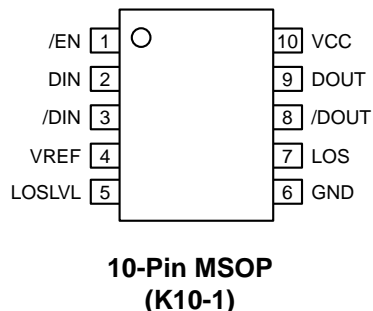 /EN 1 10 VCC
DIN 2 9 DOUT
/DIN 3 8 /DOUT
VREF 4 7 LOS
LOSLVL 5 6 GND
10-Pin MSOP
(K10-1)